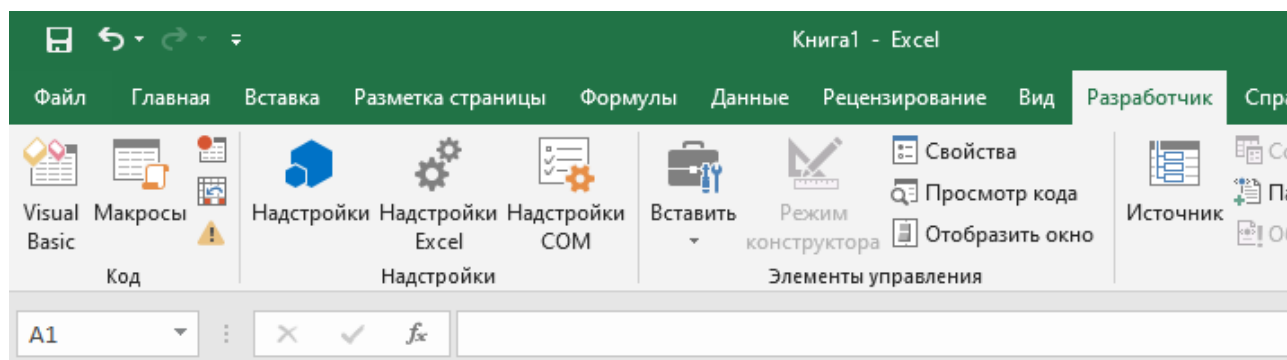 Книга1 - Excel
Файл Главная Вставка Разметка страницы Формулы Данные Рецензирование Вид Разработчик
Visual Basic
Макросы
Код
Надстройки
Надстройки Excel
Надстройки COM
Надстройки
Вставить
Режим конструктора
Свойства
Просмотр кода
Отобразить окно
Элементы управления
Источник
A1
fx